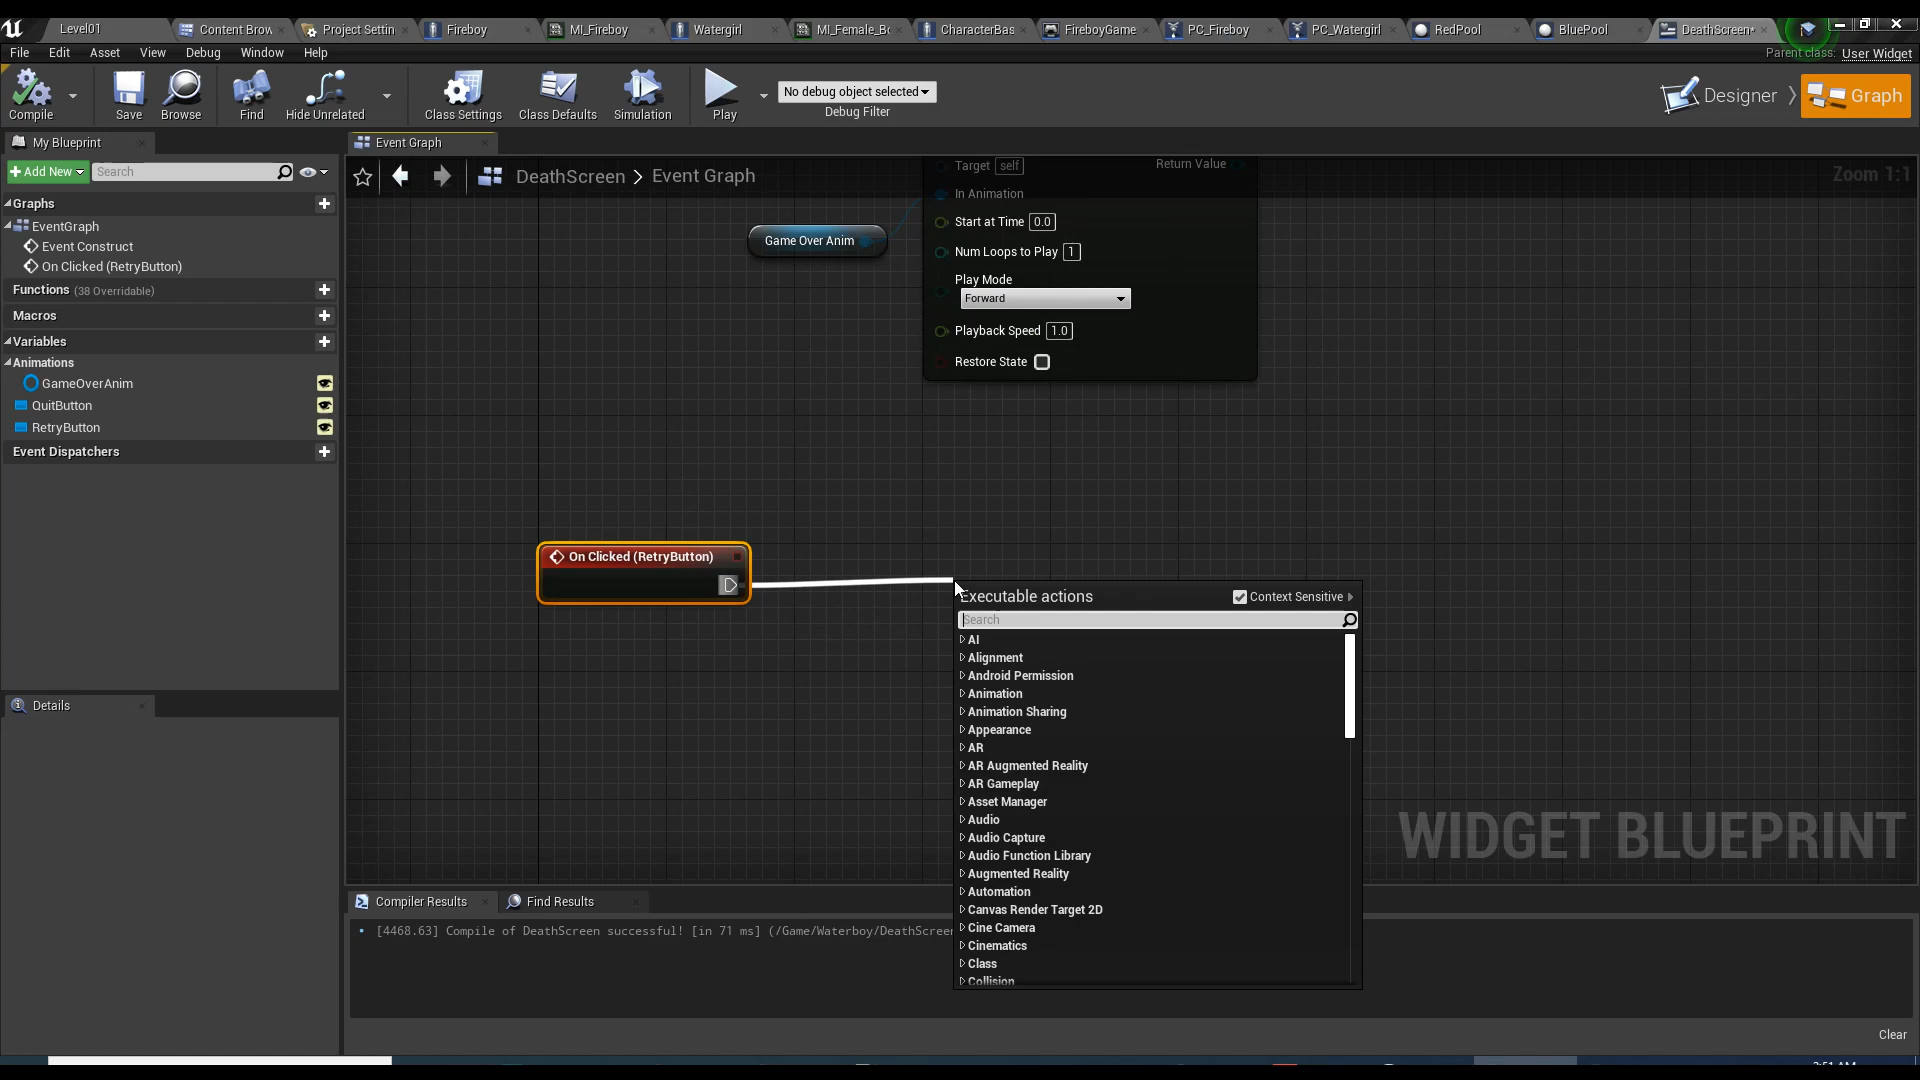 Level01
Content Brow
Project Settin
Fireboy
MI_Fireboy
Watergirl
MI_Female_Bo
CharacterBas
FireboyGame
PC_Fireboy
PC_Watergirl
RedPool
BluePool
DeathScreen*
File Edit Asset View Debug Window Help
Parent class: User Widget
Compile
Save
Browse
Find
Hide Unrelated
Class Settings
Class Defaults
Simulation
Play
No debug object selected
Debug Filter
Designer
Graph
My Blueprint
Event Graph
+ Add New
Search
DeathScreen > Event Graph
Zoom 1:1
Graphs
EventGraph
Event Construct
On Clicked (RetryButton)
Functions (38 Overridable)
Macros
Variables
Animations
GameOverAnim
QuitButton
RetryButton
Event Dispatchers
Details
Target self
Return Value
In Animation
Game Over Anim
Start at Time 0.0
Num Loops to Play 1
Play Mode
Forward
Playback Speed 1.0
Restore State
On Clicked (RetryButton)
Executable actions
Context Sensitive
Search
AI
Alignment
Android Permission
Animation
Animation Sharing
Appearance
AR
AR Augmented Reality
AR Gameplay
Asset Manager
Audio
Audio Capture
Audio Function Library
Augmented Reality
Automation
Canvas Render Target 2D
Cine Camera
Cinematics
Class
Collision
WIDGET BLUEPRINT
Compiler Results
Find Results
[4468.63] Compile of DeathScreen successful! [in 71 ms] (/Game/Waterboy/DeathScreen
Clear